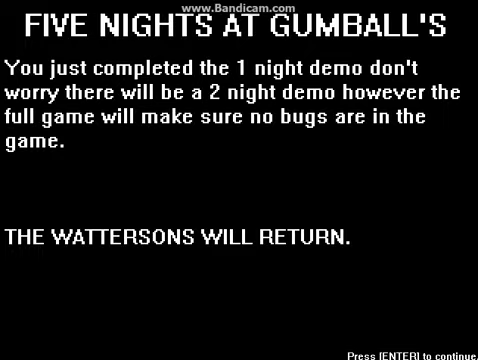 www.Bandicam.com
FIVE NIGHTS AT GUMBALL'S
You just completed the 1 night demo don't
worry there will be a 2 night demo however the
full game will make sure no bugs are in the
game.
THE WATTERSONS WILL RETURN.
Press [ENTER] to continue